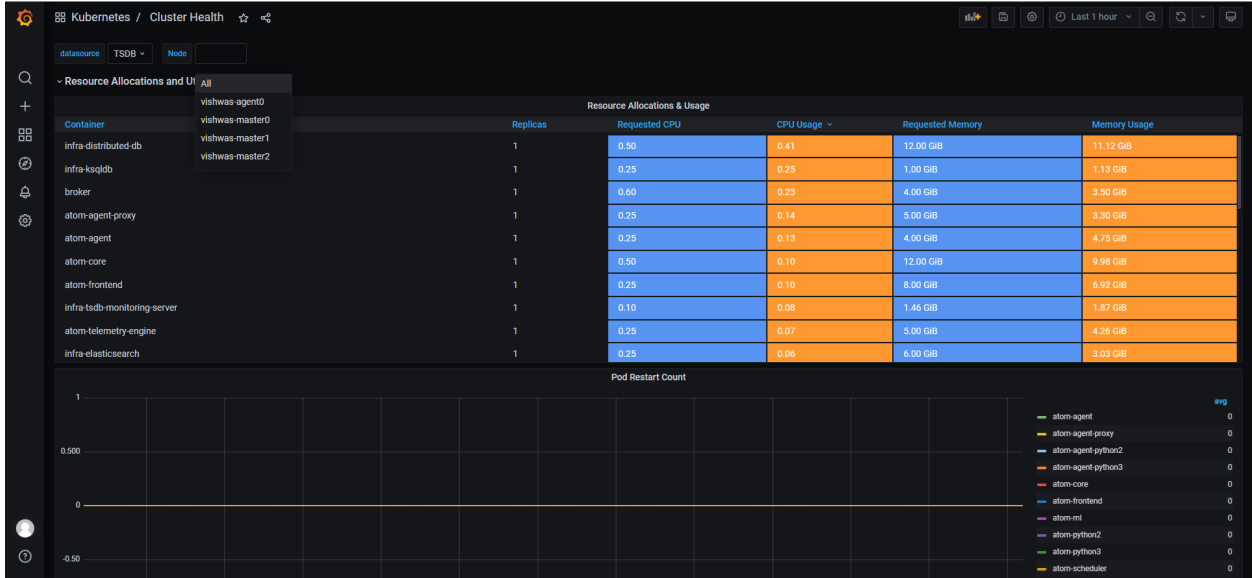 Kubernetes / Cluster Health
Last 1 hour
datasource TSDB Node
Resource Allocations and Ut
All
vishwas-agent0
vishwas-master0
vishwas-master1
vishwas-master2
Resource Allocations & Usage
Container Replicas Requested CPU CPU Usage Requested Memory Memory Usage
infra-distributed-db 1 0.50 0.41 12.00 GiB 11.12 GiB
infra-ksqldb 1 0.25 0.25 1.00 GiB 1.13 GiB
broker 1 0.60 0.23 4.00 GiB 3.50 GiB
atom-agent-proxy 1 0.25 0.14 5.00 GiB 3.30 GiB
atom-agent 1 0.25 0.13 4.00 GiB 4.75 GiB
atom-core 1 0.50 0.10 12.00 GiB 9.98 GiB
atom-frontend 1 0.25 0.10 8.00 GiB 6.92 GiB
infra-tsdb-monitoring-server 1 0.10 0.08 1.46 GiB 1.87 GiB
atom-telemetry-engine 1 0.25 0.07 5.00 GiB 4.26 GiB
infra-elasticsearch 1 0.25 0.06 6.00 GiB 3.03 GiB
Pod Restart Count
1
0.500
0
-0.50
avg
atom-agent 0
atom-agent-proxy 0
atom-agent-python2 0
atom-agent-python3 0
atom-core 0
atom-frontend 0
atom-ml 0
atom-python2 0
atom-python3 0
atom-scheduler 0